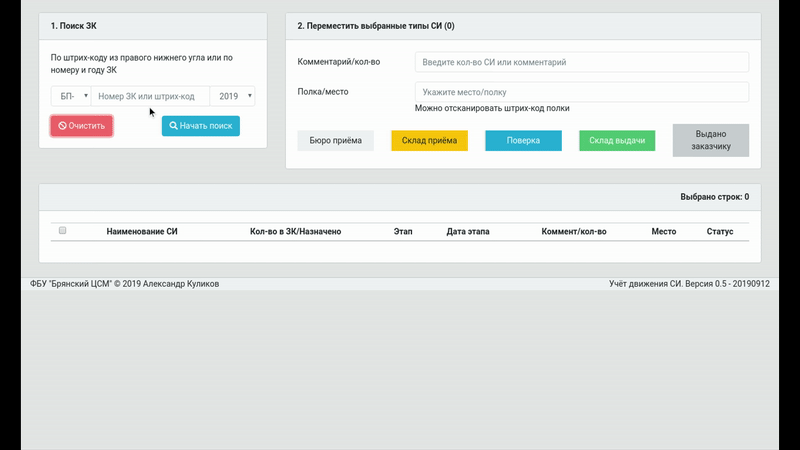 1. Поиск ЗК
По штрих-коду из правого нижнего угла или по
номеру и году ЗК
БП- Номер ЗК или штрих-код 2019
Очистить Начать поиск
2. Переместить выбранные типы СИ (0)
Комментарий/кол-во Введите кол-во СИ или комментарий
Полка/место Укажите место/полку
Можно отсканировать штрих-код полки
Бюро приёма Склад приёма Поверка Склад выдачи Выдано
заказчику
Выбрано строк: 0
Наименование СИ Кол-во в ЗК/Назначено Этап Дата этапа Коммент/кол-во Место Статус
ФБУ "Брянский ЦСМ" © 2019 Александр Куликов Учёт движения СИ. Версия 0.5 - 20190912